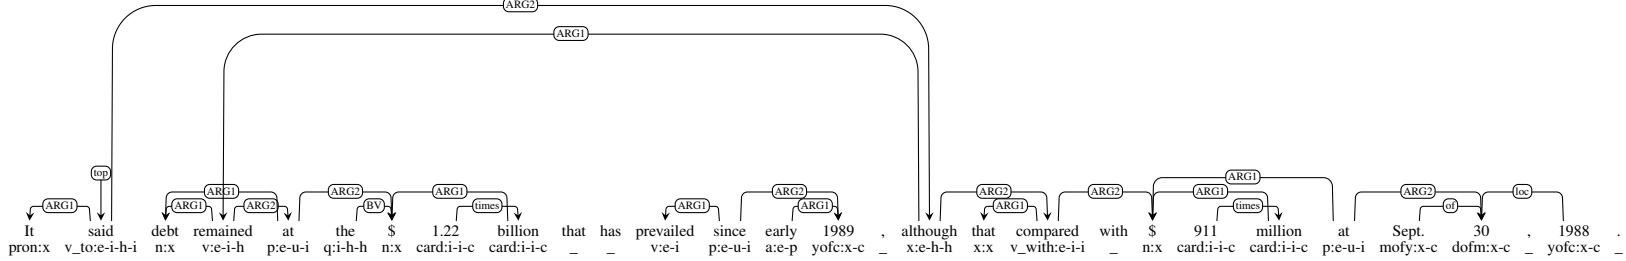 ARG2
ARG1
top
ARG1
ARG1 ARG2 ARG1 ARG2 ARG2 ARG2 ARG1 ARG2 loc
ARG1 ARG1 ARG2 BV times ARG1 ARG1 ARG1 times of
It said debt remained at the $ 1.22 billion that has prevailed since early 1989 , although that compared with $ 911 million at Sept. 30 , 1988 .
pron:x v_to:e-i-h-i n:x v:e-i-h p:e-u-i q:i-h-h n:x card:i-i-c card:i-i-c _ _ v:e-i p:e-u-i a:e-p yofc:x-c _ x:e-h-h x:x v_with:e-i-i _ n:x card:i-i-c card:i-i-c p:e-u-i mofy:x-c dofm:x-c _ yofc:x-c _